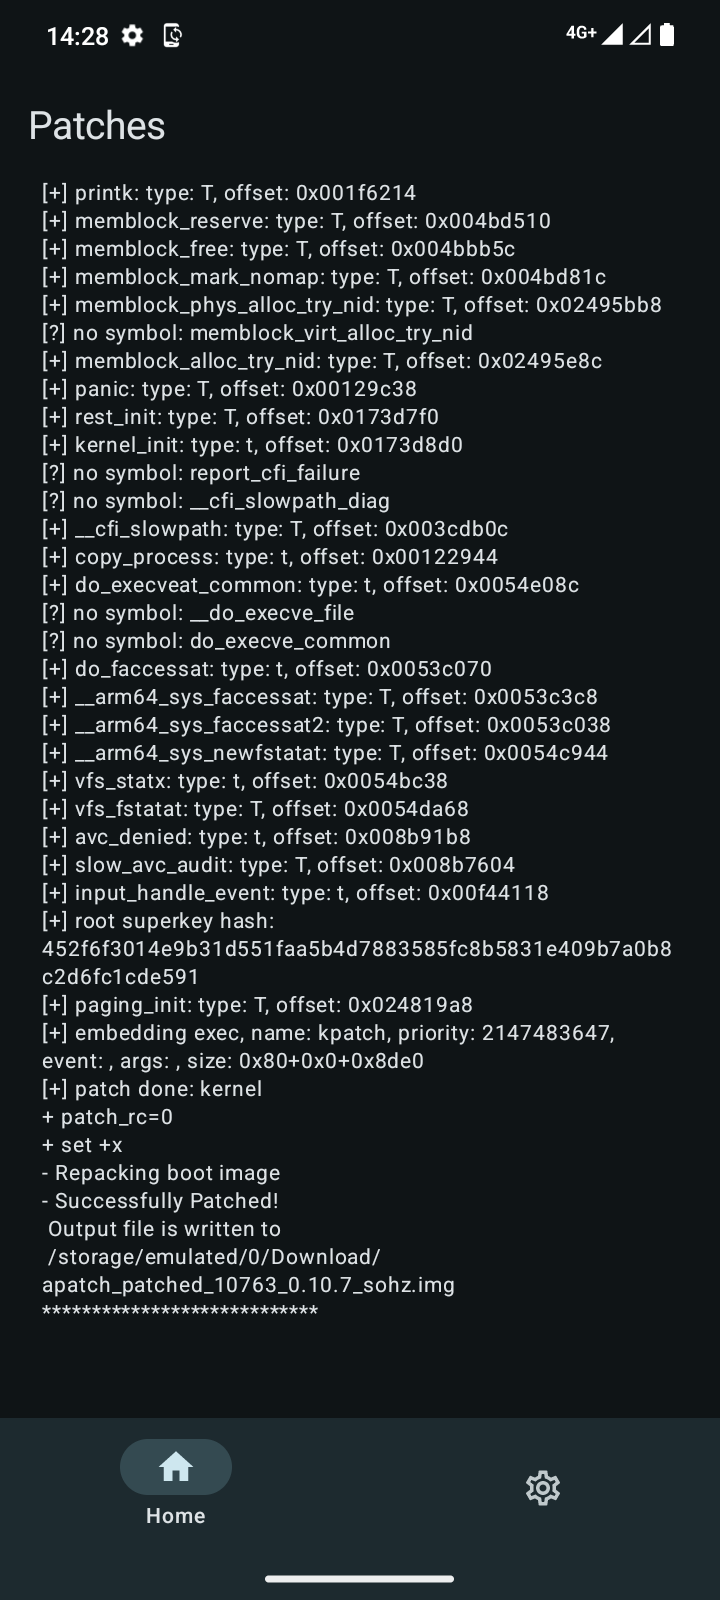 14:28
4G+
Patches
[+] printk: type: T, offset: 0x001f6214
[+] memblock_reserve: type: T, offset: 0x004bd510
[+] memblock_free: type: T, offset: 0x004bbb5c
[+] memblock_mark_nomap: type: T, offset: 0x004bd81c
[+] memblock_phys_alloc_try_nid: type: T, offset: 0x02495bb8
[?] no symbol: memblock_virt_alloc_try_nid
[+] memblock_alloc_try_nid: type: T, offset: 0x02495e8c
[+] panic: type: T, offset: 0x00129c38
[+] rest_init: type: T, offset: 0x0173d7f0
[+] kernel_init: type: t, offset: 0x0173d8d0
[?] no symbol: report_cfi_failure
[?] no symbol: __cfi_slowpath_diag
[+] __cfi_slowpath: type: T, offset: 0x003cdb0c
[+] copy_process: type: t, offset: 0x00122944
[+] do_execveat_common: type: t, offset: 0x0054e08c
[?] no symbol: __do_execve_file
[?] no symbol: do_execve_common
[+] do_faccessat: type: t, offset: 0x0053c070
[+] __arm64_sys_faccessat: type: T, offset: 0x0053c3c8
[+] __arm64_sys_faccessat2: type: T, offset: 0x0053c038
[+] __arm64_sys_newfstatat: type: T, offset: 0x0054c944
[+] vfs_statx: type: t, offset: 0x0054bc38
[+] vfs_fstatat: type: T, offset: 0x0054da68
[+] avc_denied: type: t, offset: 0x008b91b8
[+] slow_avc_audit: type: T, offset: 0x008b7604
[+] input_handle_event: type: t, offset: 0x00f44118
[+] root superkey hash:
452f6f3014e9b31d551faa5b4d7883585fc8b5831e409b7a0b8
c2d6fc1cde591
[+] paging_init: type: T, offset: 0x024819a8
[+] embedding exec, name: kpatch, priority: 2147483647,
event: , args: , size: 0x80+0x0+0x8de0
[+] patch done: kernel
+ patch_rc=0
+ set +x
- Repacking boot image
- Successfully Patched!
Output file is written to
/storage/emulated/0/Download/
apatch_patched_10763_0.10.7_sohz.img
****************************
Home